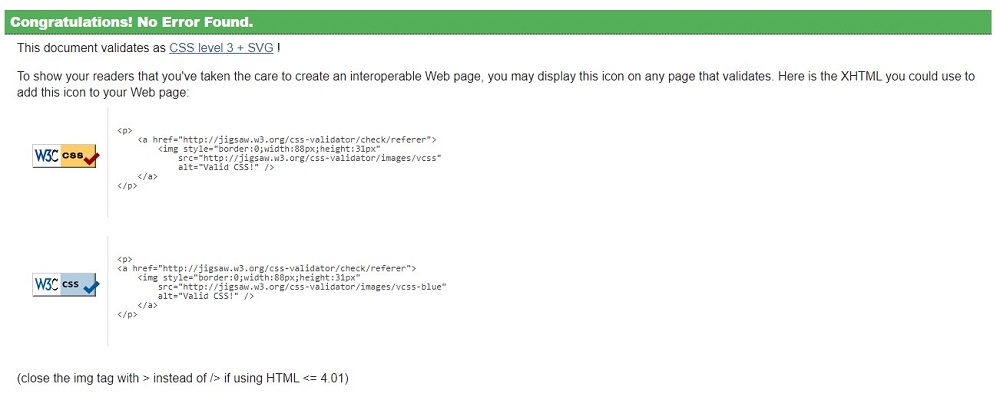 Congratulations! No Error Found.
This document validates as CSS level 3 + SVG !
To show your readers that you've taken the care to create an interoperable Web page, you may display this icon on any page that validates. Here is the XHTML you could use to
add this icon to your Web page:
<p>
<a href="http://jigsaw.w3.org/css-validator/check/referer">
<img style="border:0;width:88px;height:31px"
src="http://jigsaw.w3.org/css-validator/images/vcss"
alt="Valid CSS!" />
</a>
</p>
W3C css
<p>
<a href="http://jigsaw.w3.org/css-validator/check/referer">
<img style="border:0;width:88px;height:31px"
src="http://jigsaw.w3.org/css-validator/images/vcss-blue"
alt="Valid CSS!" />
</a>
</p>
W3C css
(close the img tag with > instead of /> if using HTML <= 4.01)